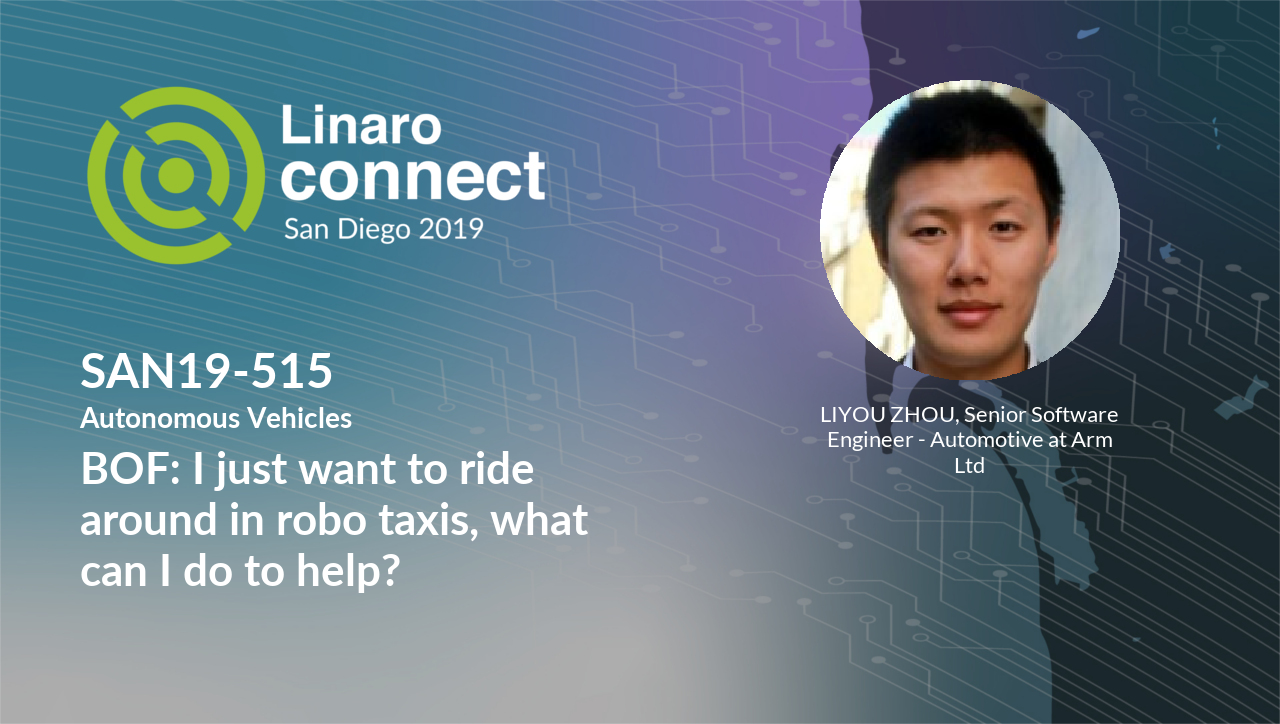 Linaro
connect
San Diego 2019
SAN19-515
Autonomous Vehicles
BOF: I just want to ride
around in robo taxis, what
can I do to help?
LIYOU ZHOU, Senior Software
Engineer - Automotive at Arm
Ltd